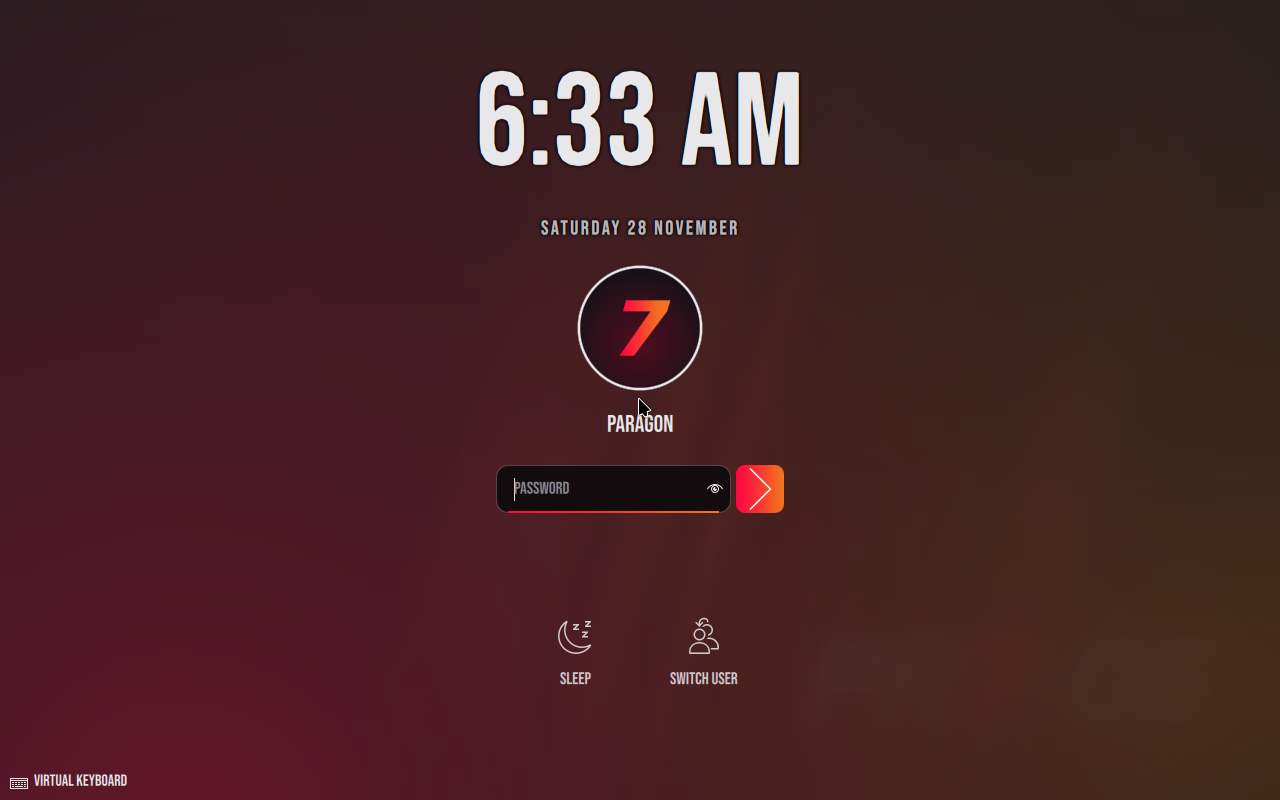 6:33 AM
SATURDAY 28 NOVEMBER
7
PARAGON
PASSWORD
SLEEP
SWITCH USER
VIRTUAL KEYBOARD